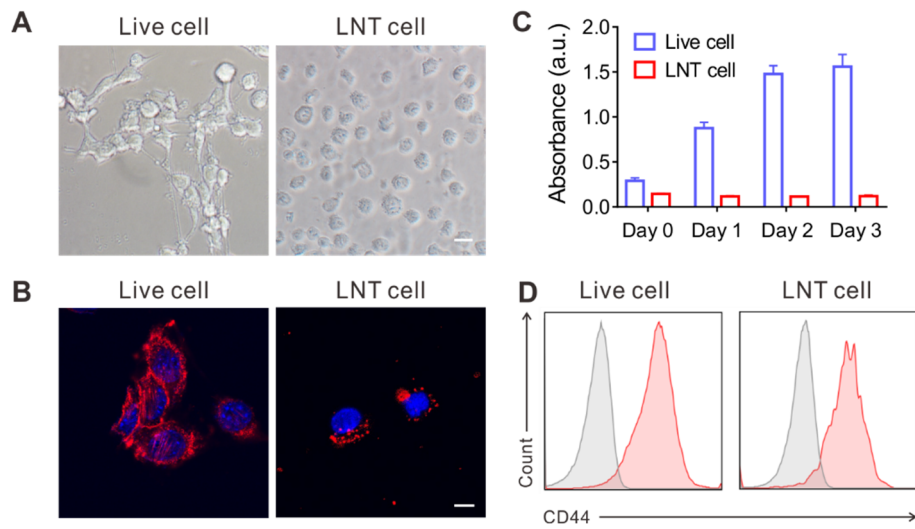 A
Live cell
LNT cell
B
Live cell
LNT cell
C
Absorbance (a.u.)
2.0
1.5
1.0
0.5
0.0
Live cell
LNT cell
Day 0
Day 1
Day 2
Day 3
D
Live cell
LNT cell
Count
CD44